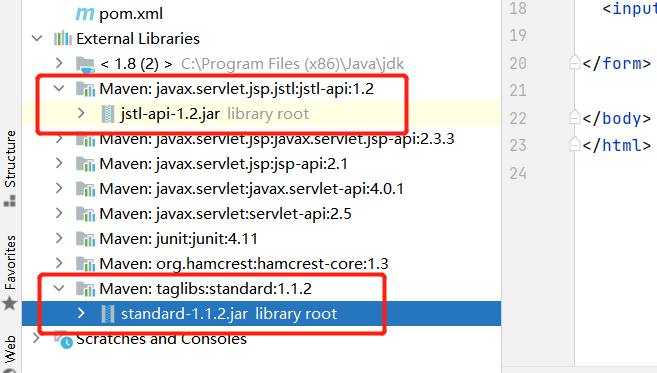 pom.xml
External Libraries
< 1.8 (2) > C:\Program Files (x86)\Java\jdk
Maven: javax.servlet.jsp.jstl:jstl-api:1.2
jstl-api-1.2.jar library root
Maven: javax.servlet.jsp:javax.servlet.jsp-api:2.3.3
Maven: javax.servlet.jsp:jsp-api:2.1
Maven: javax.servlet:javax.servlet-api:4.0.1
Maven: javax.servlet:servlet-api:2.5
Maven: junit:junit:4.11
Maven: org.hamcrest:hamcrest-core:1.3
Maven: taglibs:standard:1.1.2
standard-1.1.2.jar library root
Scratches and Consoles
Structure
Favorites
Web
18 <input
19
20 </form>
21
22 </body>
23 </html>
24